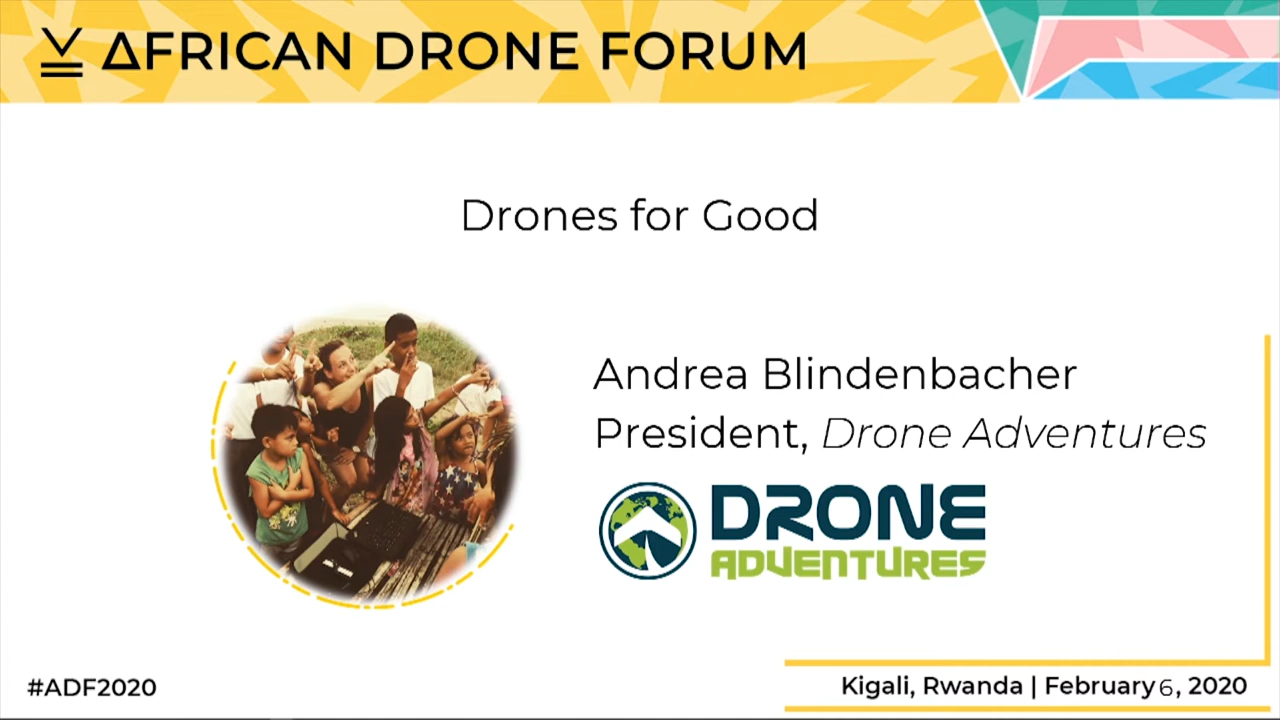 AFRICAN DRONE FORUM
Drones for Good
Andrea Blindenbacher
President, Drone Adventures
DRONE
ADVENTURES
#ADF2020
Kigali, Rwanda | February 6, 2020